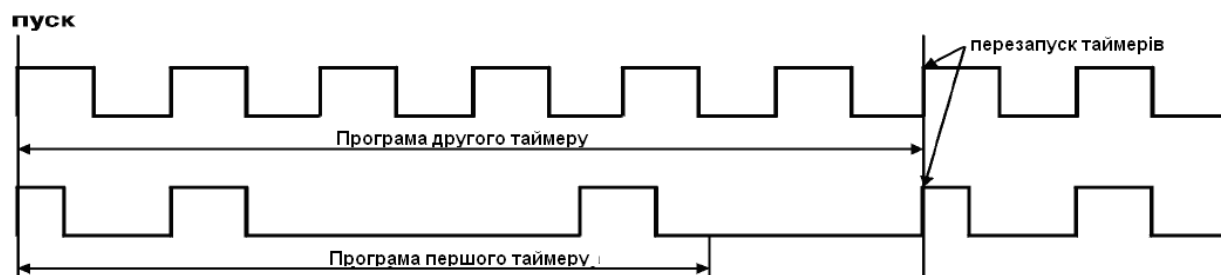 пуск
перезапуск таймерів
Програма другого таймеру
Програма першого таймеру